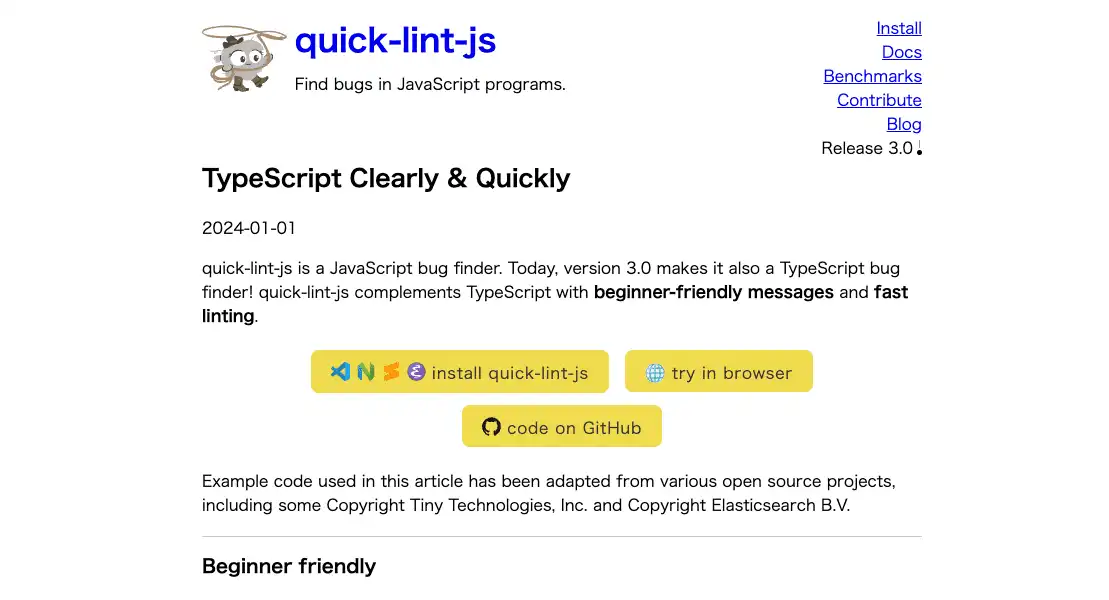 quick-lint-js
Find bugs in JavaScript programs.
Install
Docs
Benchmarks
Contribute
Blog
Release 3.0
TypeScript Clearly & Quickly
2024-01-01
quick-lint-js is a JavaScript bug finder. Today, version 3.0 makes it also a TypeScript bug
finder! quick-lint-js complements TypeScript with beginner-friendly messages and fast
linting.
install quick-lint-js
try in browser
code on GitHub
Example code used in this article has been adapted from various open source projects,
including some Copyright Tiny Technologies, Inc. and Copyright Elasticsearch B.V.
Beginner friendly